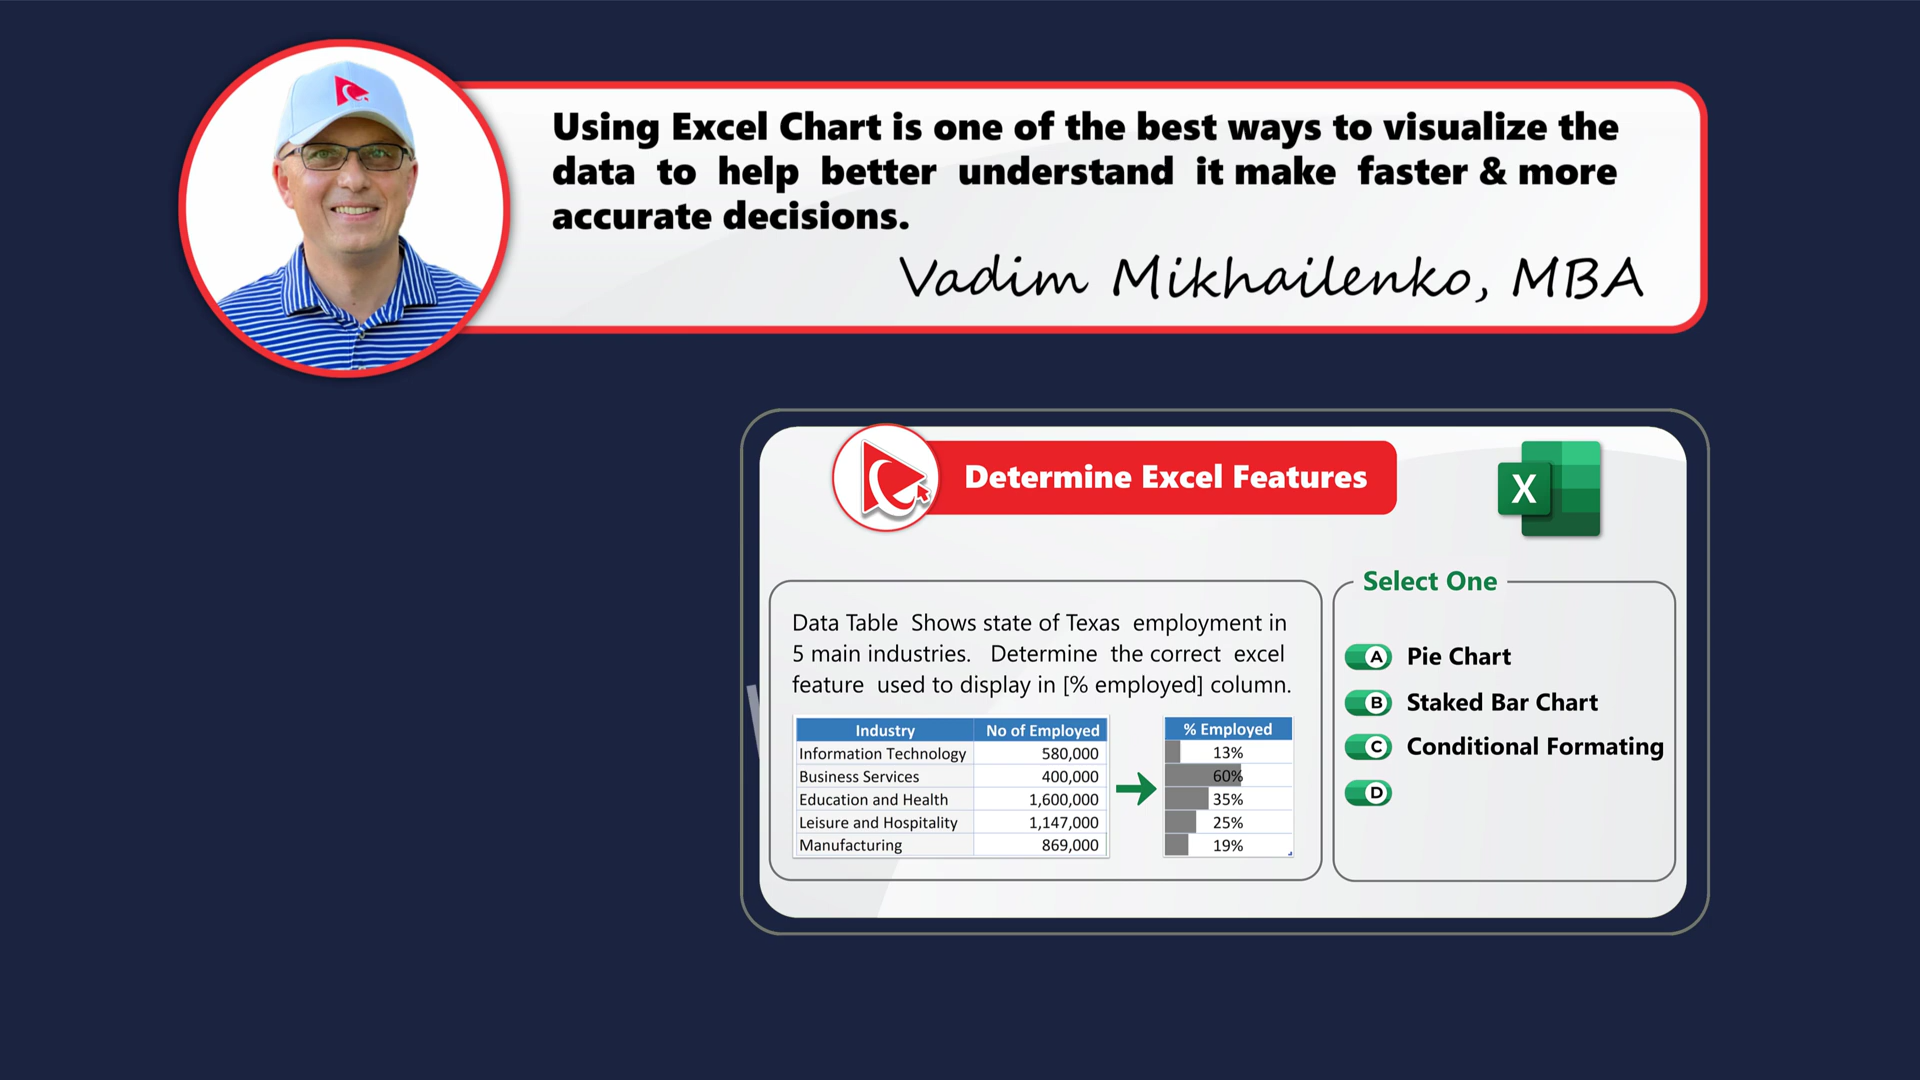 Using Excel Chart is one of the best ways to visualize the
data to help better understand it make faster & more
accurate decisions.
Vadim Mikhailenko, MBA
Determine Excel Features
X
Data Table Shows state of Texas employment in
5 main industries. Determine the correct excel
feature used to display in [% employed] column.
Industry No of Employed % Employed
Information Technology 580,000 13%
Business Services 400,000 60%
Education and Health 1,600,000 35%
Leisure and Hospitality 1,147,000 25%
Manufacturing 869,000 19%
Select One
A Pie Chart
B Staked Bar Chart
C Conditional Formating
D